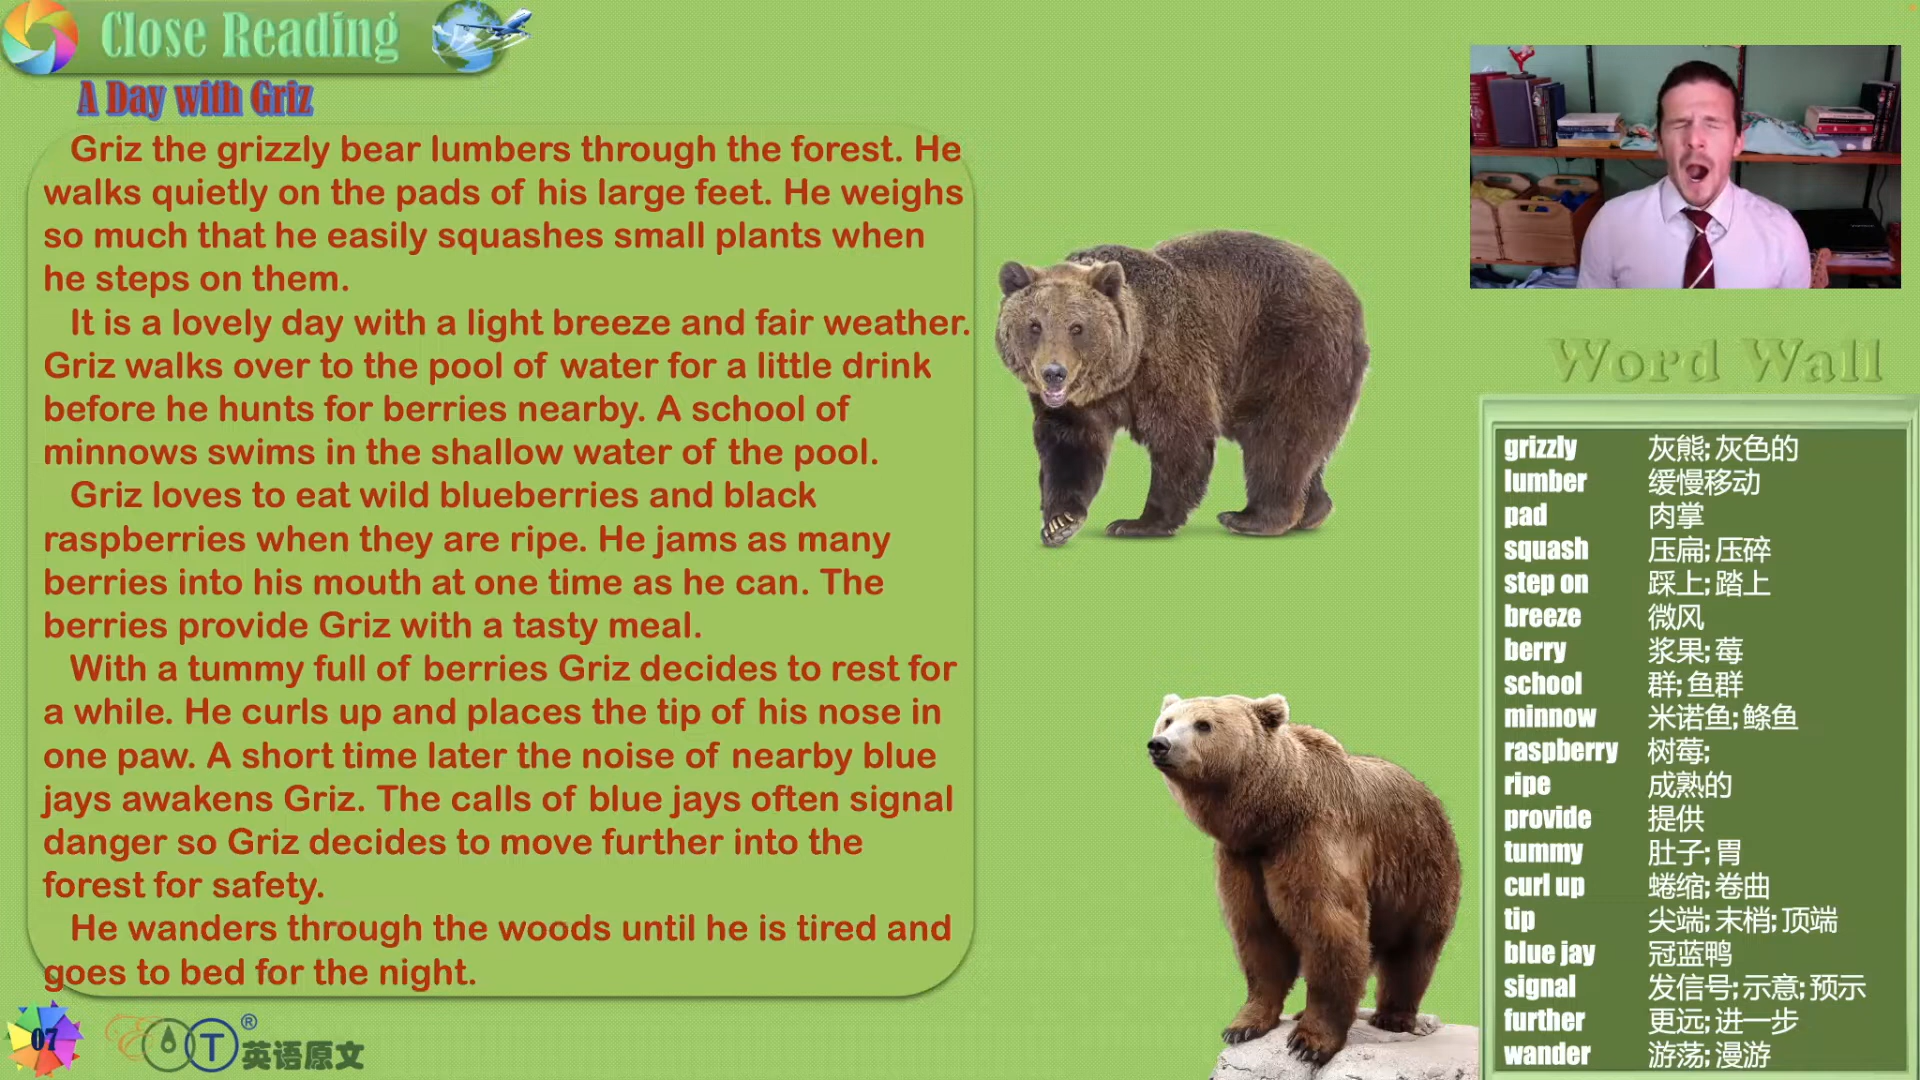 Close Reading
A Day with Griz
Griz the grizzly bear lumbers through the forest. He
walks quietly on the pads of his large feet. He weighs
so much that he easily squashes small plants when
he steps on them.
It is a lovely day with a light breeze and fair weather.
Griz walks over to the pool of water for a little drink
before he hunts for berries nearby. A school of
minnows swims in the shallow water of the pool.
Griz loves to eat wild blueberries and black
raspberries when they are ripe. He jams as many
berries into his mouth at one time as he can. The
berries provide Griz with a tasty meal.
With a tummy full of berries Griz decides to rest for
a while. He curls up and places the tip of his nose in
one paw. A short time later the noise of nearby blue
jays awakens Griz. The calls of blue jays often signal
danger so Griz decides to move further into the
forest for safety.
He wanders through the woods until he is tired and
goes to bed for the night.
Word Wall
grizzly 灰熊; 灰色的
lumber 缓慢移动
pad 肉掌
squash 压扁; 压碎
step on 踩上; 踏上
breeze 微风
berry 浆果; 莓
school 群; 鱼群
minnow 米诺鱼; 鲦鱼
raspberry 树莓;
ripe 成熟的
provide 提供
tummy 肚子; 胃
curl up 蜷缩; 卷曲
tip 尖端; 末梢; 顶端
blue jay 冠蓝鸭
signal 发信号; 示意; 预示
further 更远; 进一步
wander 游荡; 漫游
07
T® 英语原文